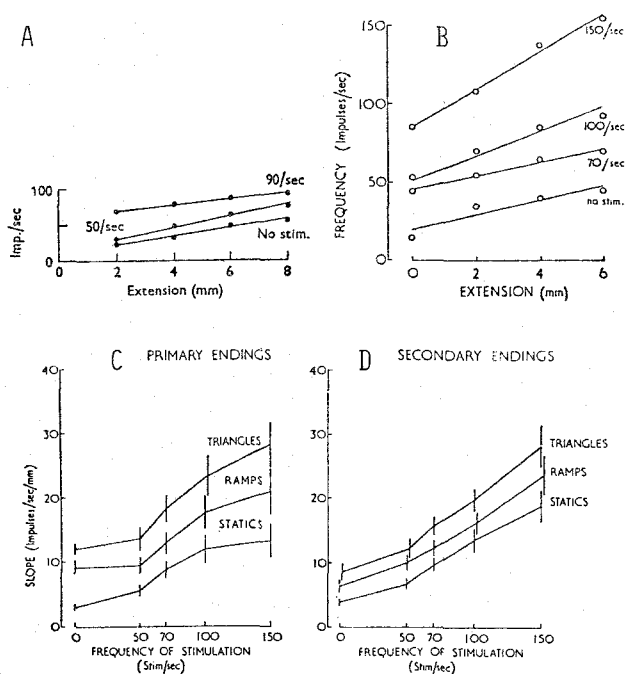 A
Imp./sec
100
0
90/sec
50/sec
No stim.
0 2 4 6 8
Extension (mm)
B
FREQUENCY (Impulses/sec)
150
100
50
0
150/sec
100/sec
70/sec
no stim.
0 2 4 6
EXTENSION (mm)
C PRIMARY ENDINGS
SLOPE (Impulses/sec/mm)
40
30
20
10
0
TRIANGLES
RAMPS
STATICS
0 50 70 100 150
FREQUENCY OF STIMULATION
(Stim/sec)
D SECONDARY ENDINGS
40
30
20
10
0
TRIANGLES
RAMPS
STATICS
0 50 70 100 150
FREQUENCY OF STIMULATION
(Stim/sec)